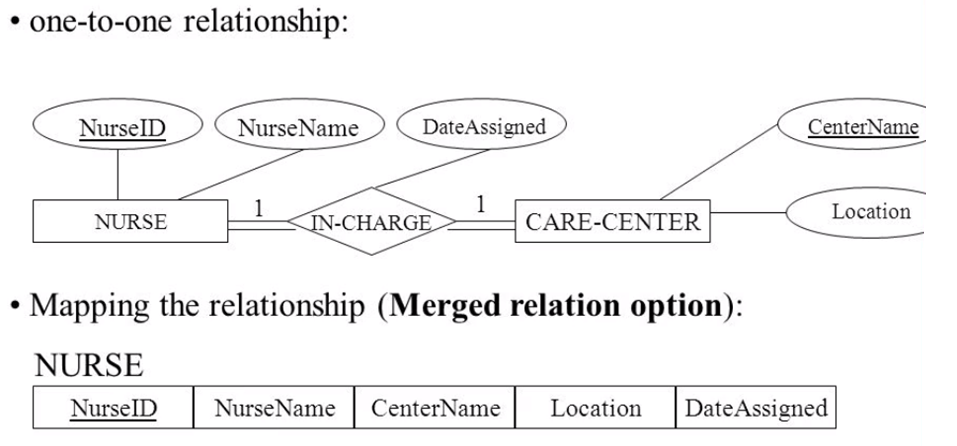 • one-to-one relationship:
NurseID NurseName DateAssigned CenterName
1 1
NURSE IN-CHARGE CARE-CENTER Location
• Mapping the relationship (Merged relation option):
NURSE
NurseID NurseName CenterName Location DateAssigned